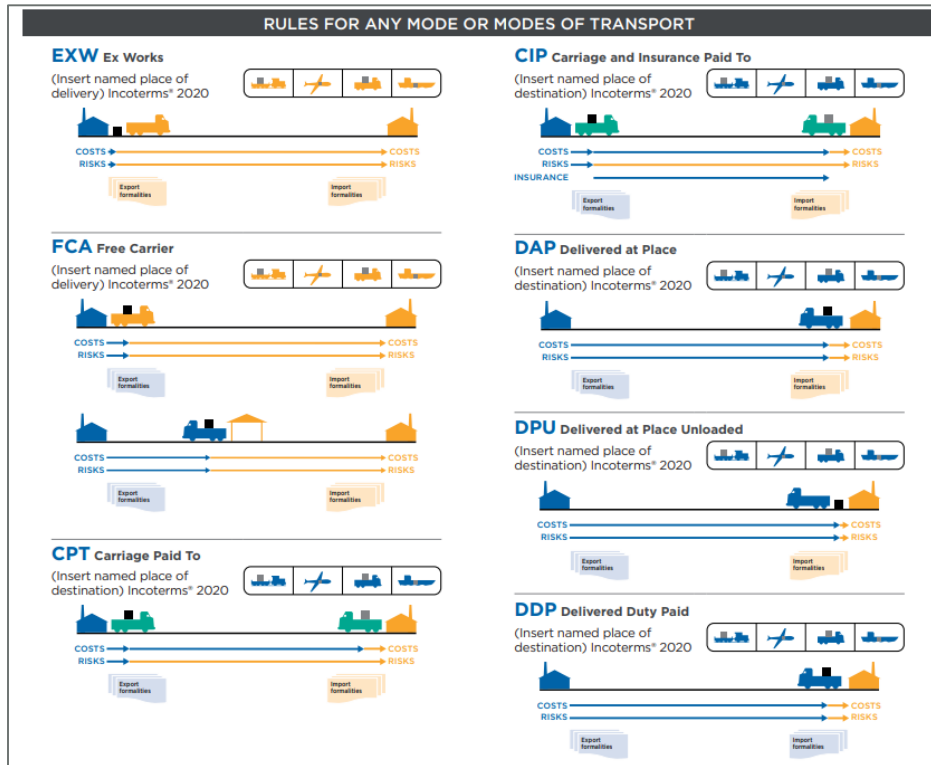 RULES FOR ANY MODE OR MODES OF TRANSPORT
EXW Ex Works
(Insert named place of
delivery) Incoterms® 2020
COSTS COSTS
RISKS RISKS
Export
formalities
Import
formalities
FCA Free Carrier
(Insert named place of
delivery) Incoterms® 2020
COSTS COSTS
RISKS RISKS
Export
formalities
Import
formalities
COSTS COSTS
RISKS RISKS
Export
formalities
Import
formalities
CPT Carriage Paid To
(Insert named place of
destination) Incoterms® 2020
COSTS COSTS
RISKS RISKS
Export
formalities
Import
formalities
CIP Carriage and Insurance Paid To
(Insert named place of
destination) Incoterms® 2020
COSTS COSTS
RISKS RISKS
INSURANCE
Export
formalities
Import
formalities
DAP Delivered at Place
(Insert named place of
destination) Incoterms® 2020
COSTS COSTS
RISKS RISKS
Export
formalities
Import
formalities
DPU Delivered at Place Unloaded
(Insert named place of
destination) Incoterms® 2020
COSTS COSTS
RISKS RISKS
Export
formalities
Import
formalities
DDP Delivered Duty Paid
(Insert named place of
destination) Incoterms® 2020
COSTS COSTS
RISKS RISKS
Export
formalities
Import
formalities